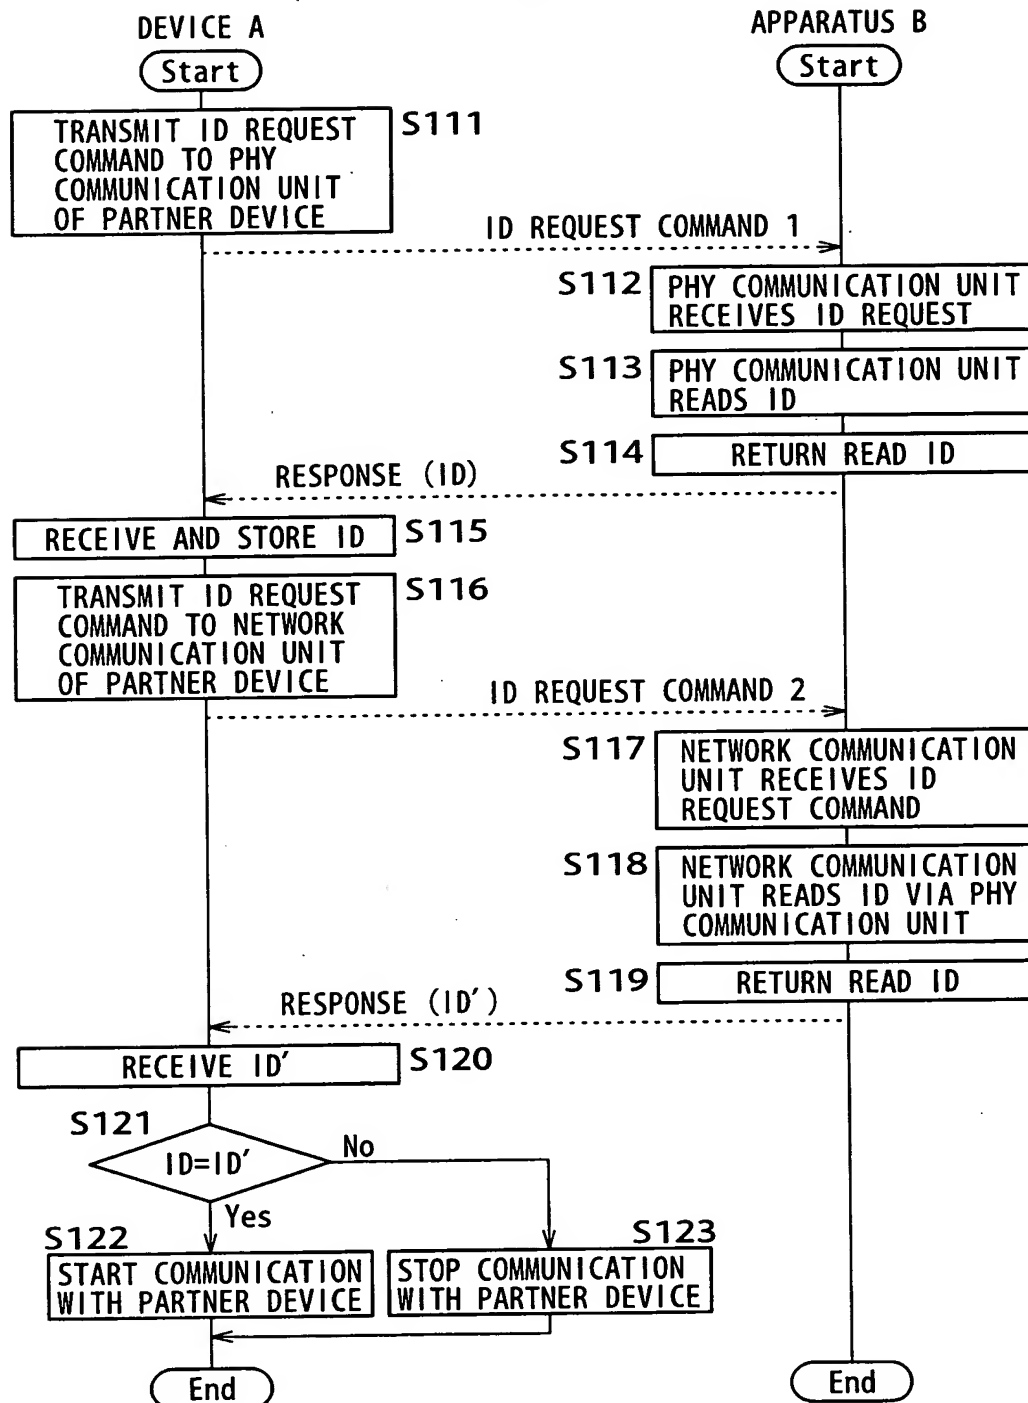 DEVICE A
APPARATUS B
Start
Start
TRANSMIT ID REQUEST
COMMAND TO PHY
COMMUNICATION UNIT
OF PARTNER DEVICE
S111
ID REQUEST COMMAND 1
S112
PHY COMMUNICATION UNIT
RECEIVES ID REQUEST
S113
PHY COMMUNICATION UNIT
READS ID
S114
RETURN READ ID
RESPONSE (ID)
RECEIVE AND STORE ID
S115
TRANSMIT ID REQUEST
COMMAND TO NETWORK
COMMUNICATION UNIT
OF PARTNER DEVICE
S116
ID REQUEST COMMAND 2
S117
NETWORK COMMUNICATION
UNIT RECEIVES ID
REQUEST COMMAND
S118
NETWORK COMMUNICATION
UNIT READS ID VIA PHY
COMMUNICATION UNIT
S119
RETURN READ ID
RESPONSE (ID')
RECEIVE ID'
S120
S121
ID=ID'
No
Yes
S122
START COMMUNICATION
WITH PARTNER DEVICE
S123
STOP COMMUNICATION
WITH PARTNER DEVICE
End
End